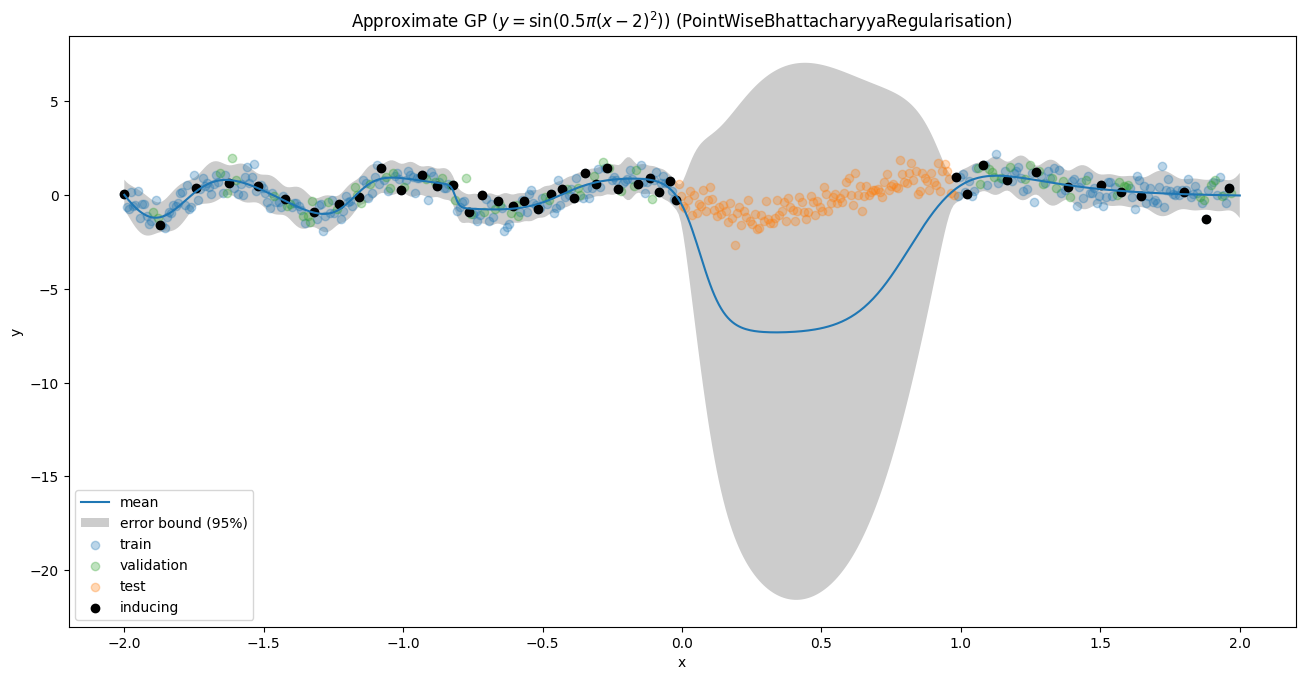 Approximate GP (y = sin(0.5π(x − 2)²)) (PointWiseBhattacharyyaRegularisation)
y
5
0
−5
−10
−15
−20
mean
error bound (95%)
train
validation
test
inducing
−2.0 −1.5 −1.0 −0.5 0.0 0.5 1.0 1.5 2.0
x